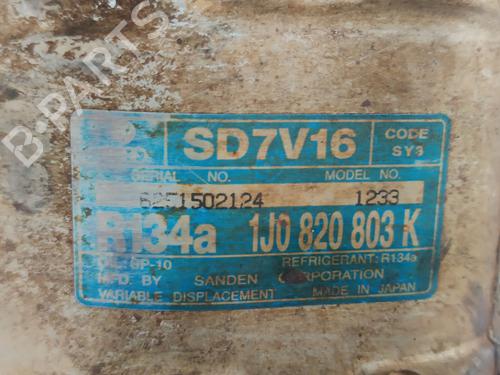 B-PARTS
SD7V16
CODE
SY3
SERIAL NO. MODEL NO.
6251502124 1233
R134a 1J0 820 803 K
SP-10 REFRIGERANT: R134a
MFD. BY SANDEN CORPORATION
VARIABLE DISPLACEMENT MADE IN JAPAN